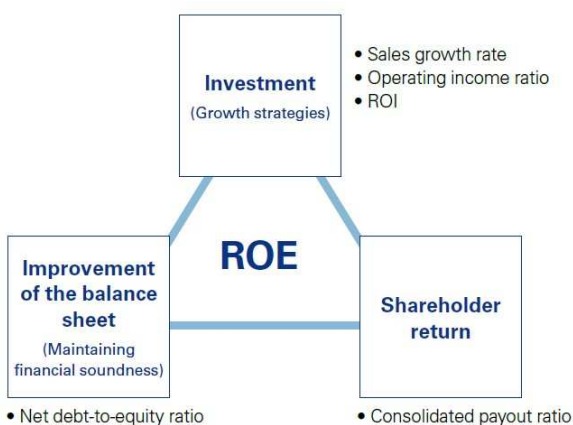 Investment
(Growth strategies)
• Sales growth rate
• Operating income ratio
• ROI
ROE
Improvement
of the balance
sheet
(Maintaining
financial soundness)
• Net debt-to-equity ratio
Shareholder
return
• Consolidated payout ratio